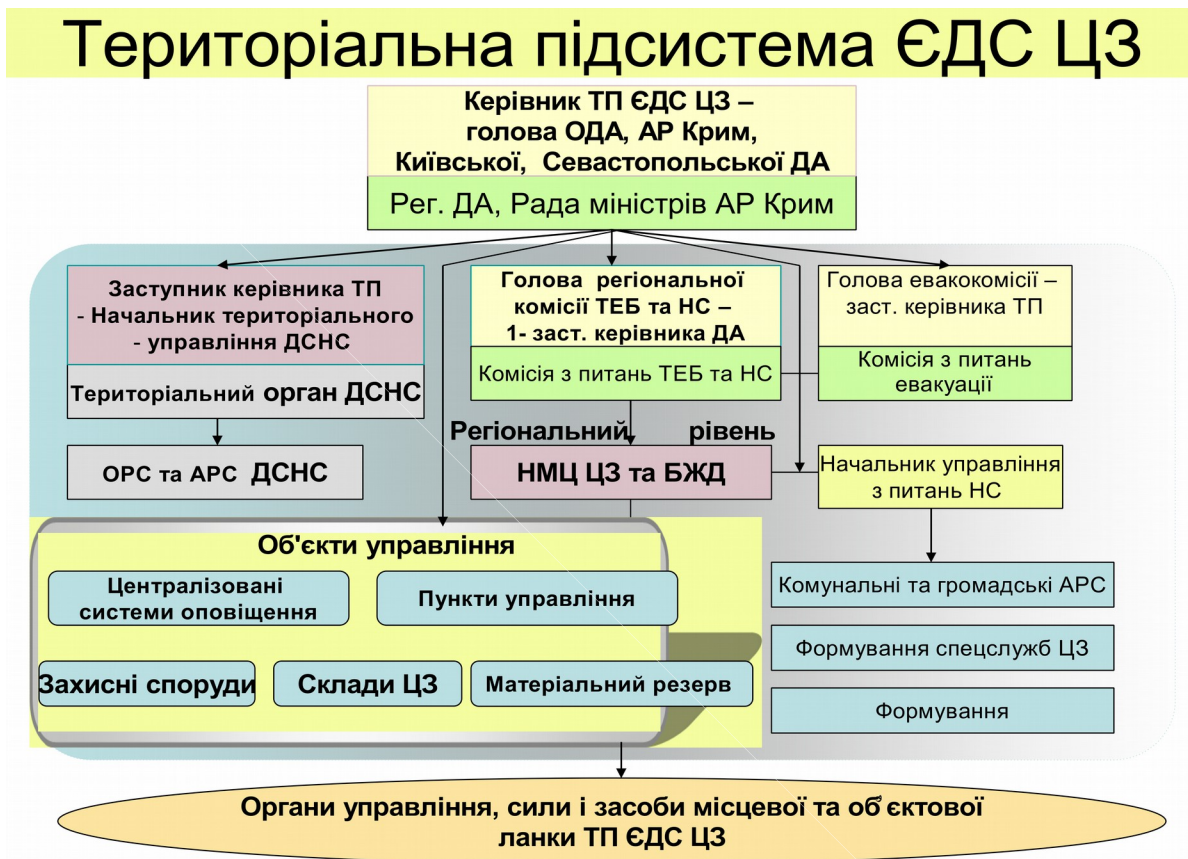 Територіальна підсистема ЄДС ЦЗ
Керівник ТП ЄДС ЦЗ –
голова ОДА, АР Крим,
Київської, Севастопольської ДА
Рег. ДА, Рада міністрів АР Крим
Заступник керівника ТП
- Начальник територіального
- управління ДСНС
Територіальний орган ДСНС
ОРС та АРС ДСНС
Голова регіональної
комісії ТЕБ та НС –
1- заст. керівника ДА
Комісія з питань ТЕБ та НС
Голова евакокомісії –
заст. керівника ТП
Комісія з питань
евакуації
Регіональний рівень
НМЦ ЦЗ та БЖД
Начальник управління
з питань НС
Об'єкти управління
Централізовані
системи оповіщення
Пункти управління
Захисні споруди
Склади ЦЗ
Матеріальний резерв
Комунальні та громадські АРС
Формування спецслужб ЦЗ
Формування
Органи управління, сили і засоби місцевої та об'єктової
ланки ТП ЄДС ЦЗ